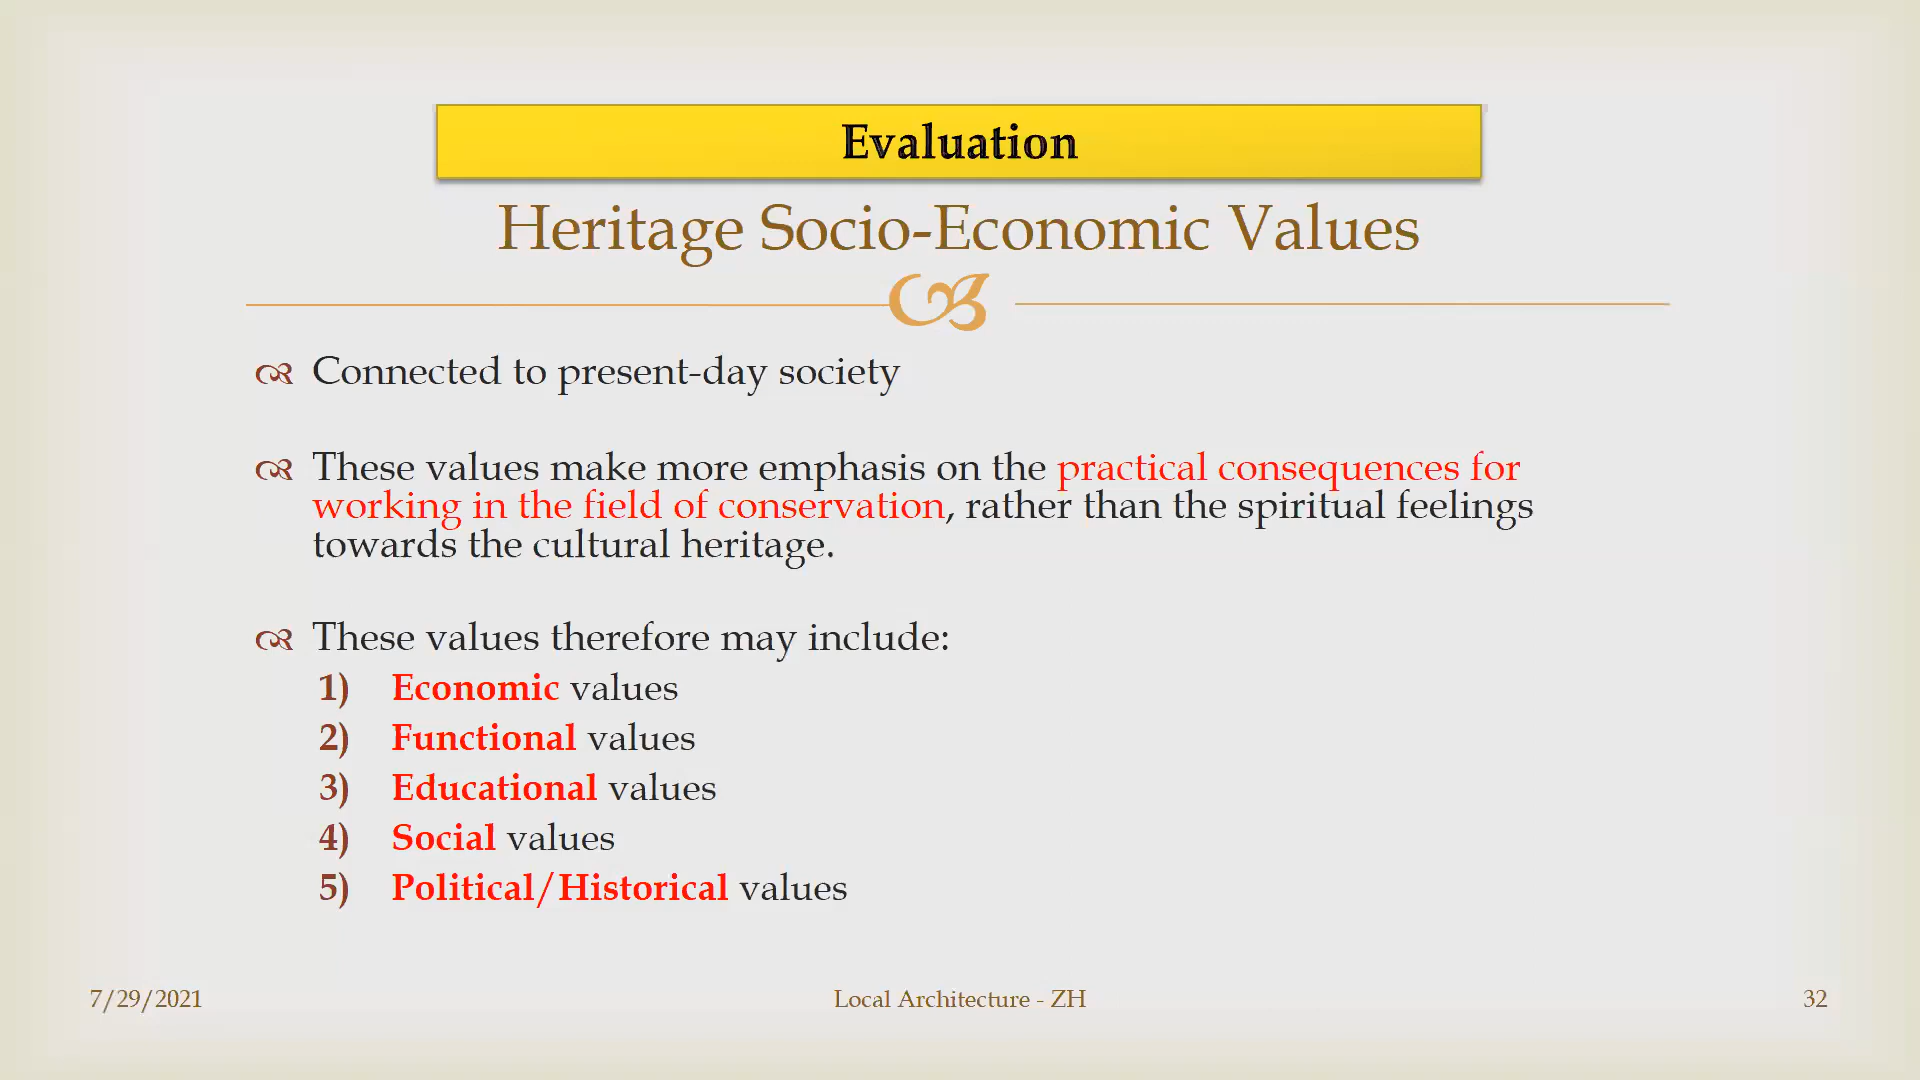 Evaluation
Heritage Socio-Economic Values
Connected to present-day society
These values make more emphasis on the practical consequences for
working in the field of conservation, rather than the spiritual feelings
towards the cultural heritage.
These values therefore may include:
1) Economic values
2) Functional values
3) Educational values
4) Social values
5) Political/Historical values
7/29/2021
Local Architecture - ZH
32